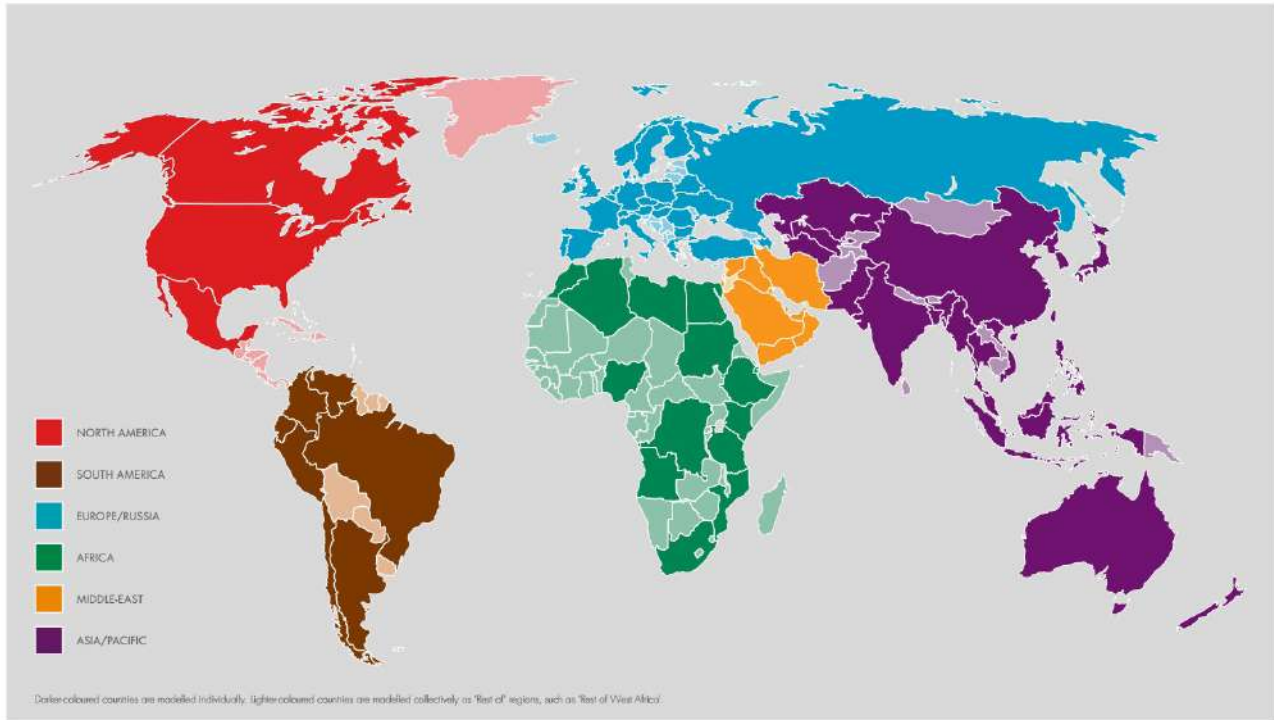 NORTH AMERICA
SOUTH AMERICA
EUROPE/RUSSIA
AFRICA
MIDDLE-EAST
ASIA/PACIFIC
Darker-coloured countries are modelled individually. Lighter-coloured countries are modelled collectively as 'Rest of' regions, such as 'Rest of West Africa'.